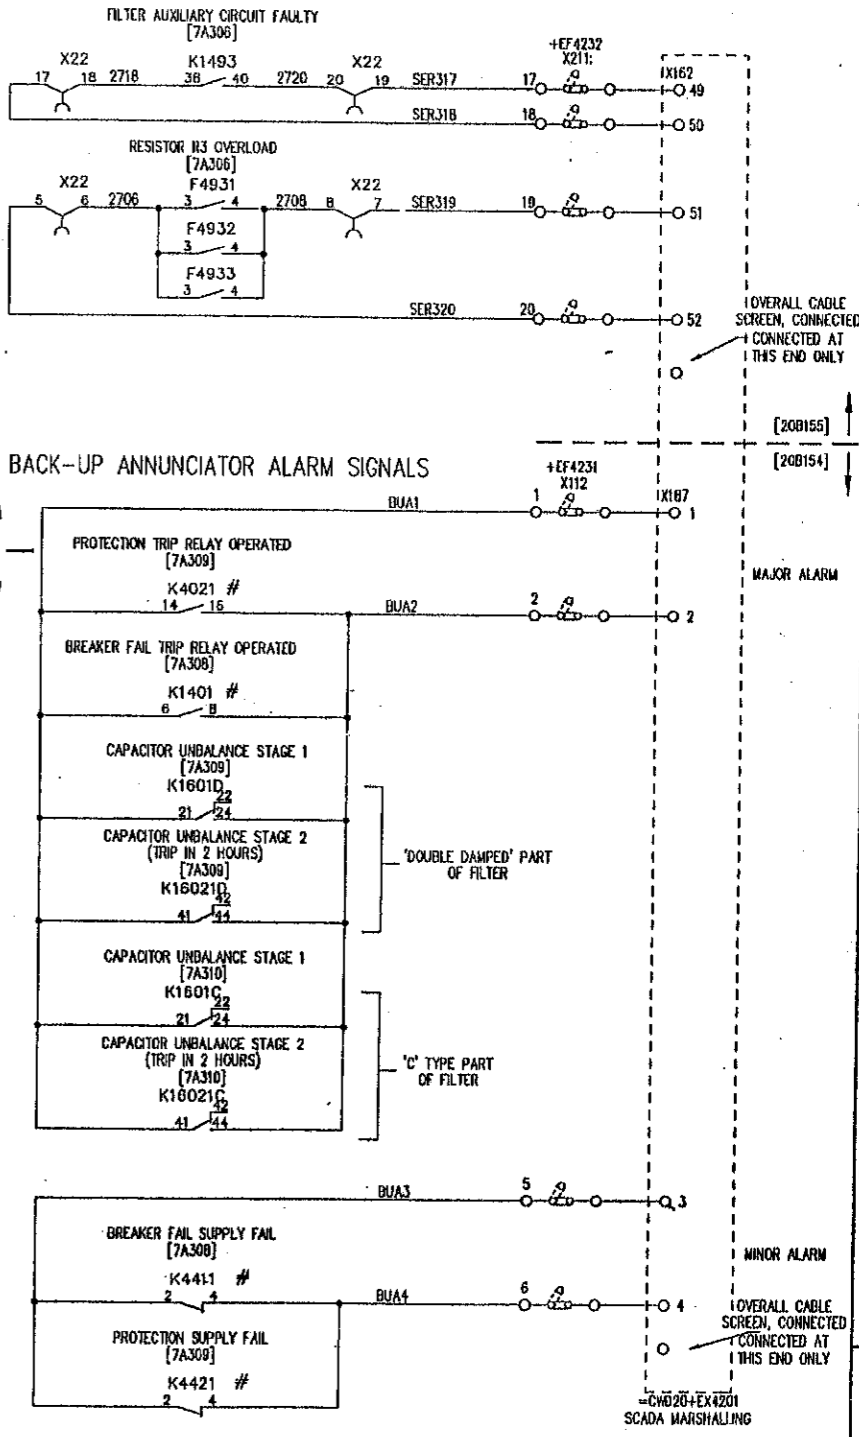 FILTER AUXILIARY CIRCUIT FAULTY
[7A306]
X22 K1493 X22 +EF4232
X211:
X162
17 18 2718 38 40 2720 20 19 SER317 17 49
SER318 18 50
RESISTOR R3 OVERLOAD
[7A306]
X22 F4931 X22
5 6 2706 3 4 2708 8 7 SER319 19 51
F4932
3 4
F4933
3 4
SER320 20 52
OVERALL CABLE
SCREEN, CONNECTED
CONNECTED AT
THIS END ONLY
[20B155]
[20B154]
BACK-UP ANNUNCIATOR ALARM SIGNALS
+EF4231
X112
X187
BUA1 1 1
PROTECTION TRIP RELAY OPERATED
[7A309]
MAJOR ALARM
K4021 #
14 16 BUA2 2 2
BREAKER FAIL TRIP RELAY OPERATED
[7A308]
K1401 #
6 8
CAPACITOR UNBALANCE STAGE 1
[7A309]
K1601D
22
21 24
CAPACITOR UNBALANCE STAGE 2
(TRIP IN 2 HOURS)
[7A309]
K16021D
42
41 44
'DOUBLE DAMPED' PART
OF FILTER
CAPACITOR UNBALANCE STAGE 1
[7A310]
K1601C
22
21 24
CAPACITOR UNBALANCE STAGE 2
(TRIP IN 2 HOURS)
[7A310]
K16021C
42
41 44
'C' TYPE PART
OF FILTER
BUA3 5 3
BREAKER FAIL SUPPLY FAIL
[7A308]
MINOR ALARM
K4411 #
2 4 BUA4 6 4
PROTECTION SUPPLY FAIL
[7A309]
K4421 #
2 4
OVERALL CABLE
SCREEN, CONNECTED
CONNECTED AT
THIS END ONLY
=CWD20+EX4201
SCADA MARSHALLING